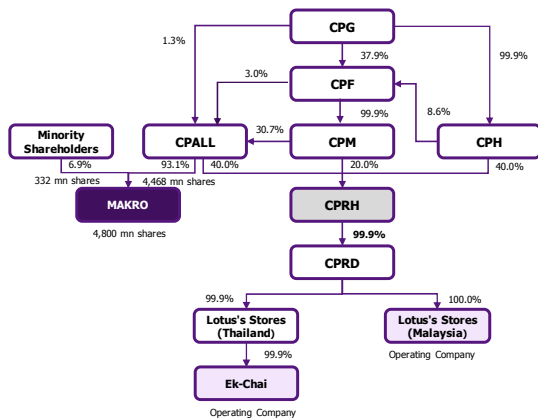 CPG
1.3%
37.9%
99.9%
CPF
3.0%
99.9%
8.6%
Minority
Shareholders
CPALL
30.7%
CPM
CPH
6.9%
93.1%
40.0%
20.0%
40.0%
332 mn shares
4,468 mn shares
MAKRO
4,800 mn shares
CPRH
99.9%
CPRD
99.9%
100.0%
Lotus's Stores
(Thailand)
Lotus's Stores
(Malaysia)
99.9%
Operating Company
Ek-Chai
Operating Company